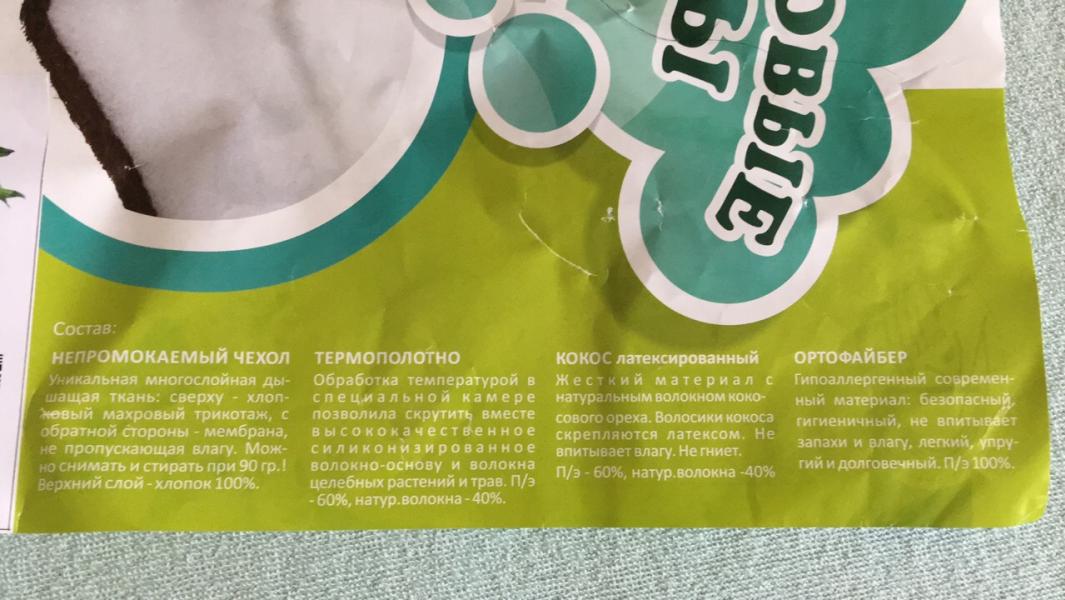 БЫ
ОВЫЕ
Состав:
НЕПРОМОКАЕМЫЙ ЧЕХОЛ
Уникальная многослойная ды-
шащая ткань: сверху - хлоп-
ковый махровый трикотаж, с
обратной стороны - мембрана,
не пропускающая влагу. Мож-
но снимать и стирать при 90 гр.!
Верхний слой - хлопок 100%.
ТЕРМОПОЛОТНО
Обработка температурой в
специальной камере
позволила скрутить вместе
высококачественное
силиконизированное
волокно-основу и волокна
целебных растений и трав. П/э
- 60%, натур.волокна - 40%.
КОКОС латексированный
Жесткий материал с
натуральным волокном коко-
сового ореха. Волосики кокоса
скрепляются латексом. Не
впитывает влагу. Не гниет.
П/э - 60%, натур.волокна -40%
ОРТОФАЙБЕР
Гипоаллергенный современ-
ный материал: безопасный,
гигиеничный, не впитывает
запахи и влагу, легкий, упру-
гий и долговечный. П/э 100%.